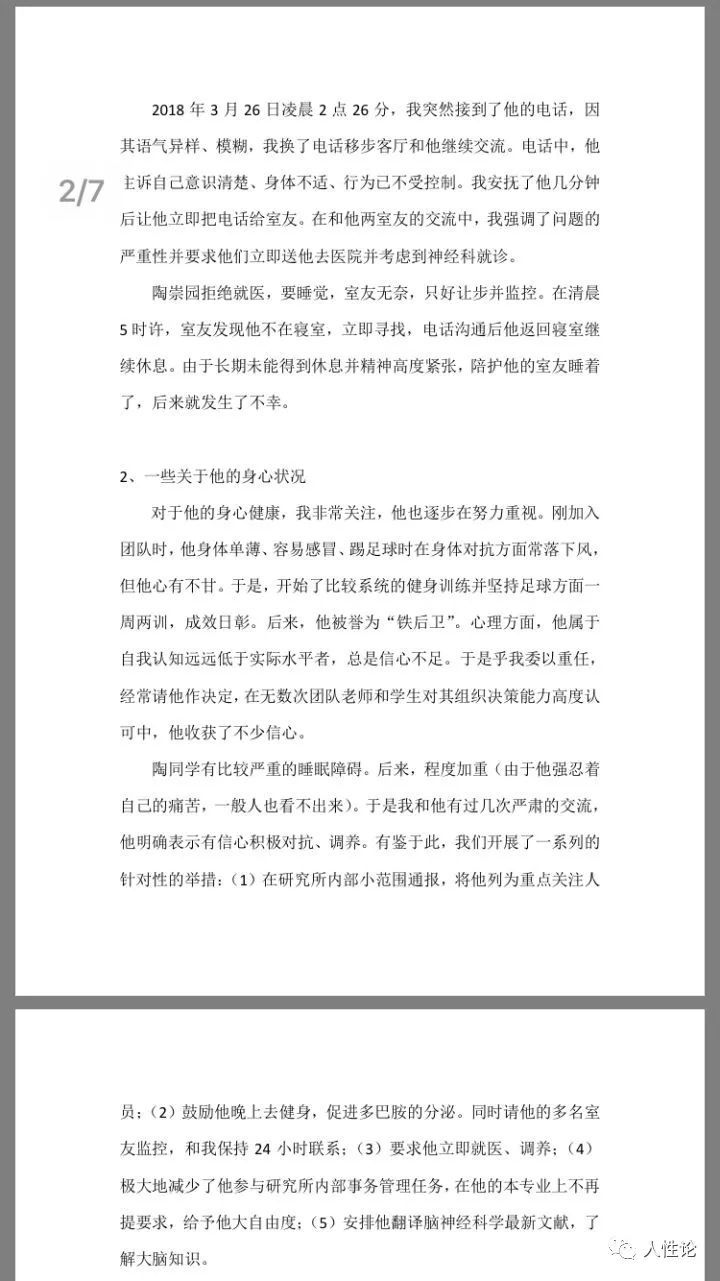 2018 年 3 月 26 日凌晨 2 点 26 分，我突然接到了他的电话，因
其语气异样、模糊，我换了电话移步客厅和他继续交流。电话中，他
2/7
主诉自己意识清楚、身体不适、行为已不受控制。我安抚了他几分钟
后让他立即把电话给室友。在和他两室友的交流中，我强调了问题的
严重性并要求他们立即送他去医院并考虑到神经科就诊。
陶崇园拒绝就医，要睡觉，室友无奈，只好让步并监控。在清晨
5 时许，室友发现他不在寝室，立即寻找，电话沟通后他返回寝室继
续休息。由于长期未能得到休息并精神高度紧张，陪护他的室友睡着
了，后来就发生了不幸。
2、一些关于他的身心状况
对于他的身心健康，我非常关注，他也逐步在努力重视。刚加入
团队时，他身体单薄、容易感冒、踢足球时在身体对抗方面常落下风，
但他心有不甘。于是，开始了比较系统的健身训练并坚持足球方面一
周两训，成效日彰。后来，他被誉为“铁后卫”。心理方面，他属于
自我认知远远低于实际水平者，总是信心不足。于是乎我委以重任，
经常请他作决定，在无数次团队老师和学生对其组织决策能力高度认
可中，他收获了不少信心。
陶同学有比较严重的睡眠障碍。后来，程度加重（由于他强忍着
自己的痛苦，一般人也看不出来）。于是我和他有过几次严肃的交流，
他明确表示有信心积极对抗、调养。有鉴于此，我们开展了一系列的
针对性的举措：（1）在研究所内部小范围通报，将他列为重点关注人
员；（2）鼓励他晚上去健身，促进多巴胺的分泌。同时请他的多名室
友监控，和我保持 24 小时联系；（3）要求他立即就医、调养；（4）
极大地减少了他参与研究所内部事务管理任务，在他的本专业上不再
提要求，给予他大自由度；（5）安排他翻译脑神经科学最新文献，了
解大脑知识。
人性论